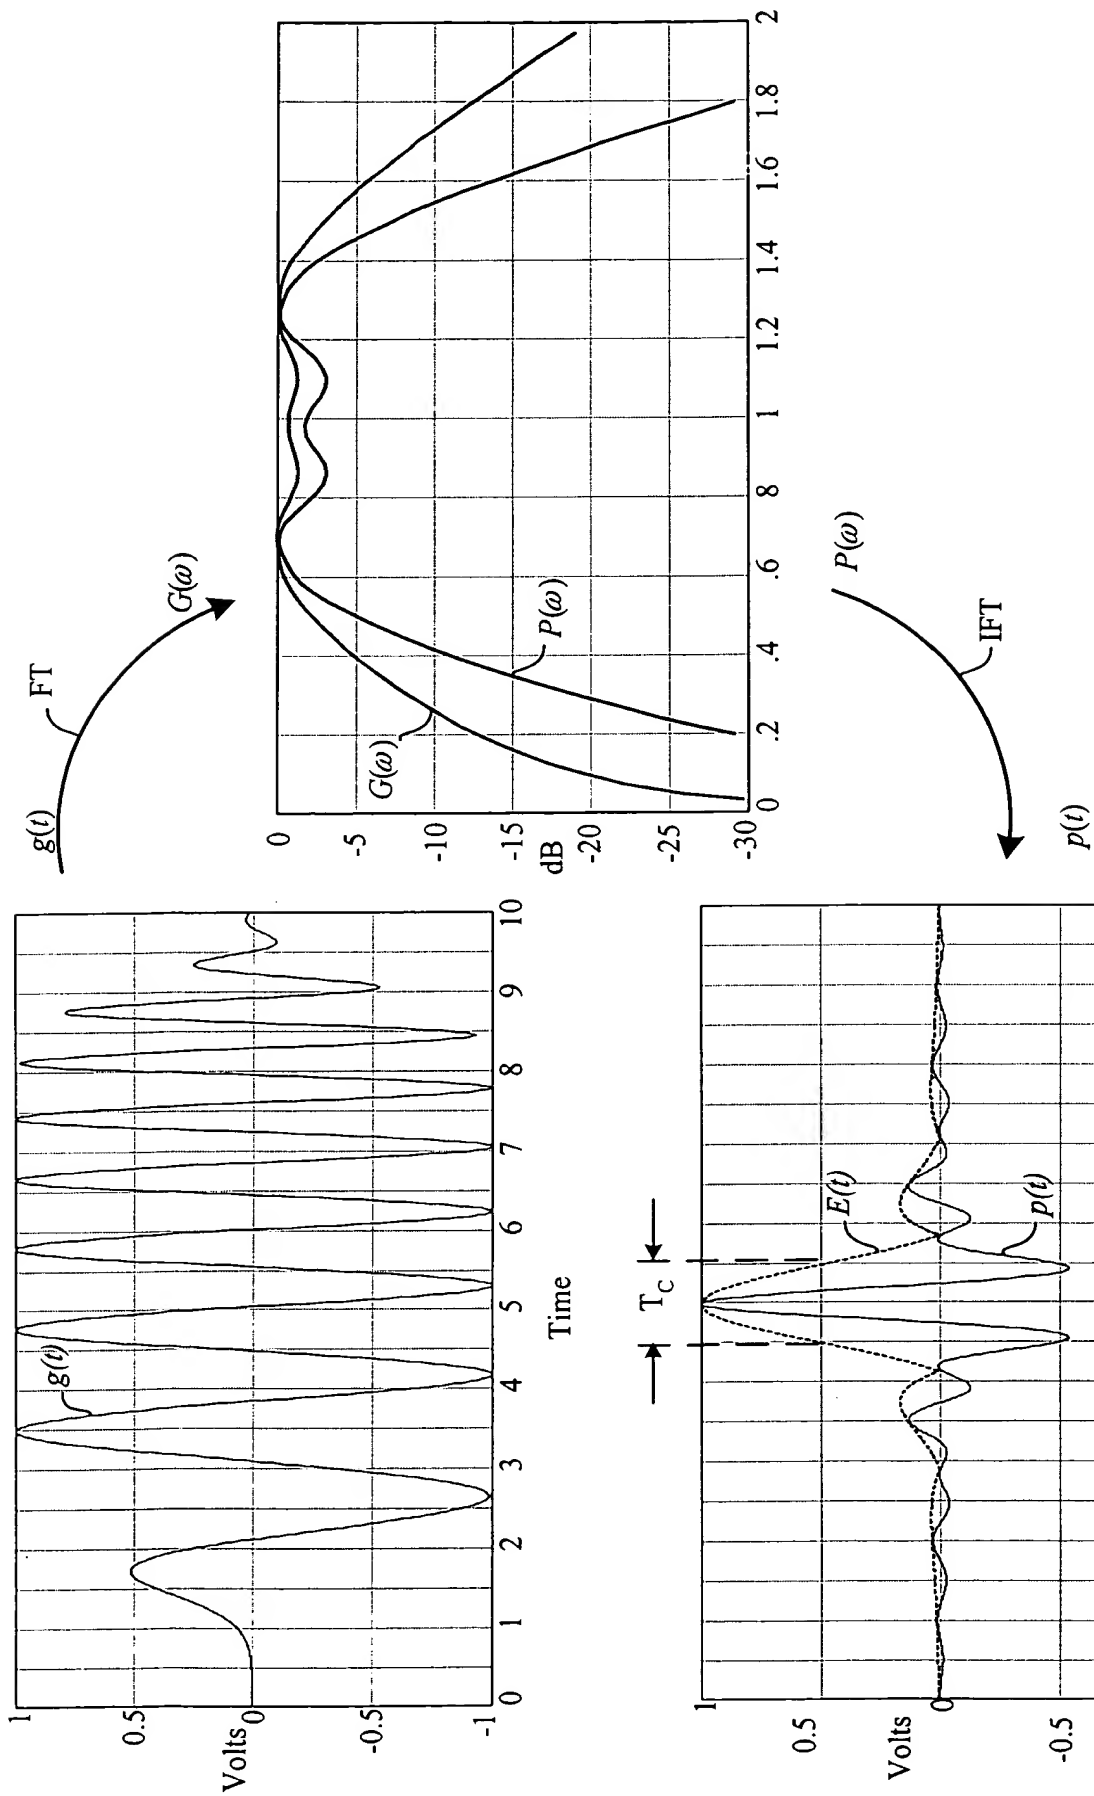 g(t)
FT
G(ω)
1
0.5
Volts
0
-0.5
-1
g(t)
0
1
2
3
4
5
6
7
8
9
10
Time
0
-5
-10
-15
dB
-20
-25
-30
G(ω)
P(ω)
0
.2
.4
.6
.8
1
1.2
1.4
1.6
1.8
2
P(ω)
IFT
p(t)
0.5
Volts
0
-0.5
T_C
E(t)
p(t)